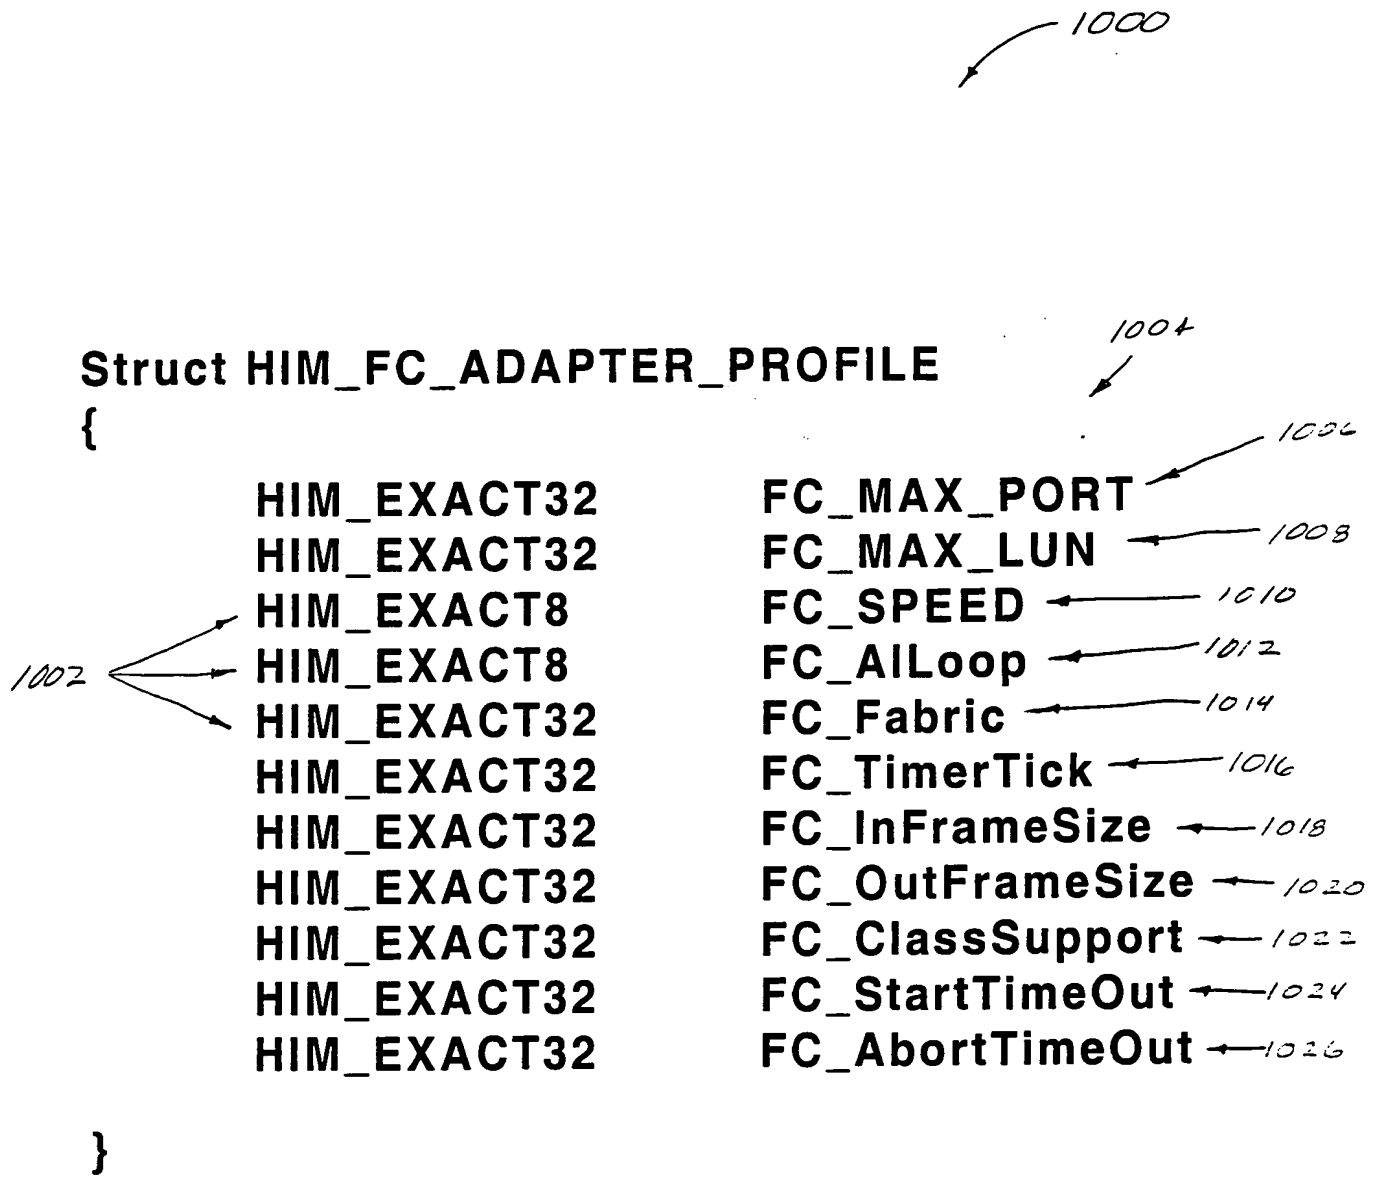 1000
1004
Struct HIM_FC_ADAPTER_PROFILE
{
HIM_EXACT32 FC_MAX_PORT 1006
HIM_EXACT32 FC_MAX_LUN 1008
HIM_EXACT8 FC_SPEED 1010
1002 HIM_EXACT8 FC_AlLoop 1012
HIM_EXACT32 FC_Fabric 1014
HIM_EXACT32 FC_TimerTick 1016
HIM_EXACT32 FC_InFrameSize 1018
HIM_EXACT32 FC_OutFrameSize 1020
HIM_EXACT32 FC_ClassSupport 1022
HIM_EXACT32 FC_StartTimeOut 1024
HIM_EXACT32 FC_AbortTimeOut 1026
}